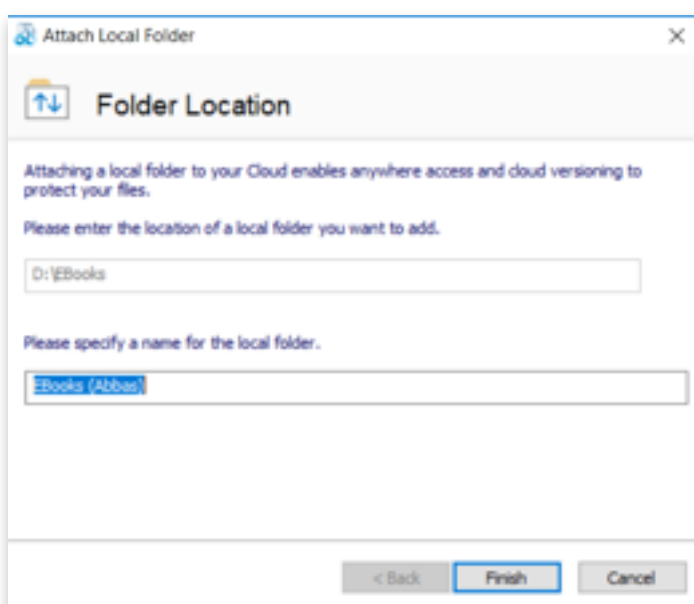 Attach Local Folder
Folder Location
Attaching a local folder to your Cloud enables anywhere access and cloud versioning to
protect your files.
Please enter the location of a local folder you want to add.
D:\EBooks
Please specify a name for the local folder.
EBooks (Abbas)
< Back Finish Cancel